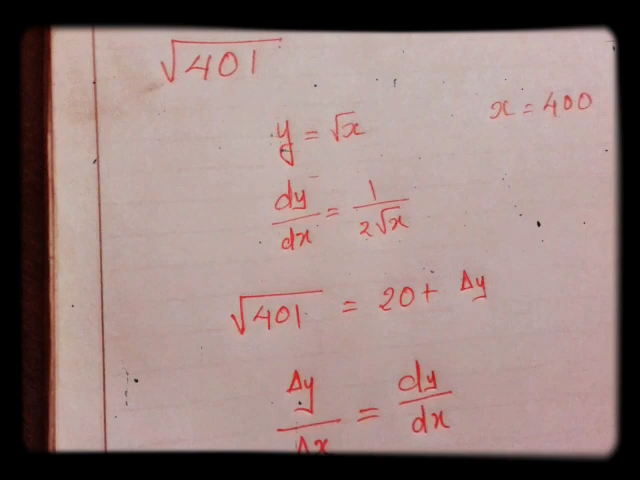 √401
x = 400
y = √x
dy/dx = 1/2√x
√401 = 20 + Δy
Δy/Δx = dy/dx